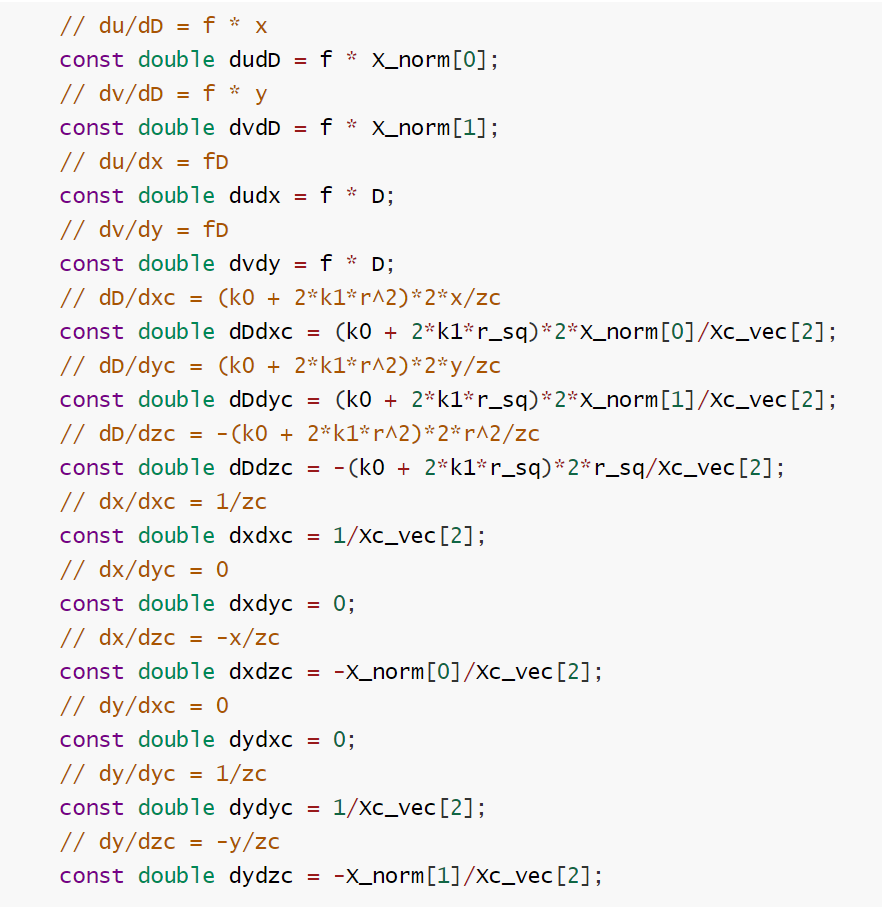 // du/dD = f * x
const double dudD = f * X_norm[0];
// dv/dD = f * y
const double dvdD = f * X_norm[1];
// du/dx = fD
const double dudx = f * D;
// dv/dy = fD
const double dvdy = f * D;
// dD/dxc = (k0 + 2*k1*r^2)*2*x/zc
const double dDdxc = (k0 + 2*k1*r_sq)*2*X_norm[0]/Xc_vec[2];
// dD/dyc = (k0 + 2*k1*r^2)*2*y/zc
const double dDdyc = (k0 + 2*k1*r_sq)*2*X_norm[1]/Xc_vec[2];
// dD/dzc = -(k0 + 2*k1*r^2)*2*r^2/zc
const double dDdzc = -(k0 + 2*k1*r_sq)*2*r_sq/Xc_vec[2];
// dx/dxc = 1/zc
const double dxdxc = 1/Xc_vec[2];
// dx/dyc = 0
const double dxdyc = 0;
// dx/dzc = -x/zc
const double dxdzc = -X_norm[0]/Xc_vec[2];
// dy/dxc = 0
const double dydxc = 0;
// dy/dyc = 1/zc
const double dydyc = 1/Xc_vec[2];
// dy/dzc = -y/zc
const double dydzc = -X_norm[1]/Xc_vec[2];